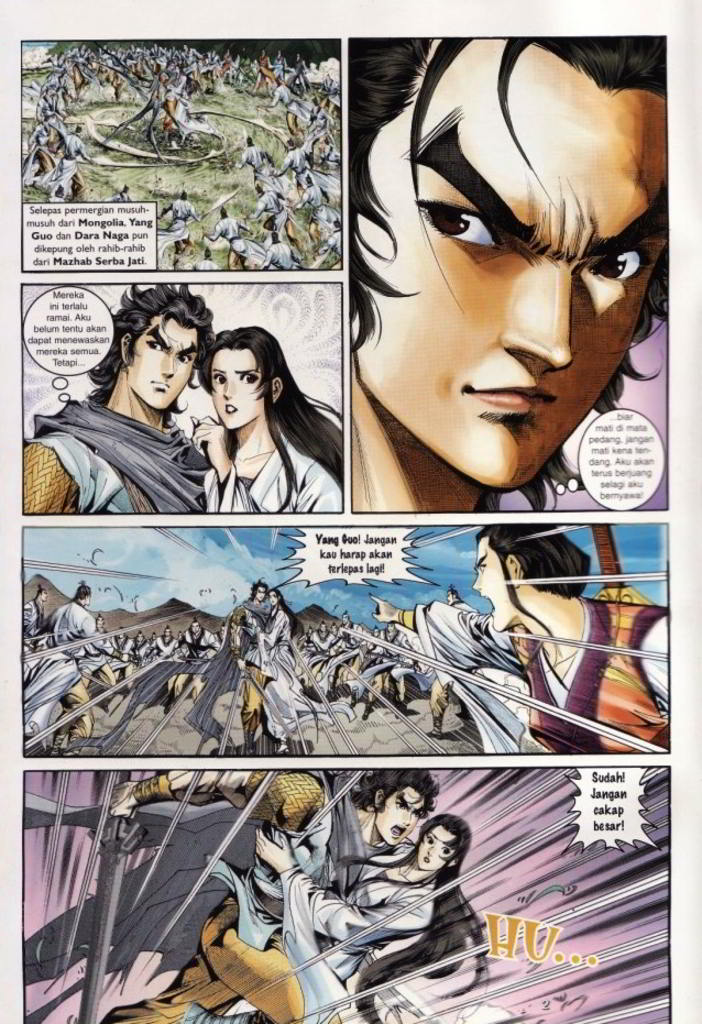 Selepas permergian musuh-
musuh dari Mongolia, Yang
Guo dan Dara Naga pun
dikepung oleh rahib-rahib
dari Mazhab Serba Jati.
Mereka
ini terlalu
ramai. Aku
belum tentu akan
dapat menewaskan
mereka semua.
Tetapi...
...biar
mati di mata
pedang, jangan
mati kena ten-
dang. Aku akan
terus berjuang
selagi aku
bernyawa!
Yang Guo! Jangan
kau harap akan
terlepas lagi!
Sudah!
Jangan
cakap
besar!
HU...